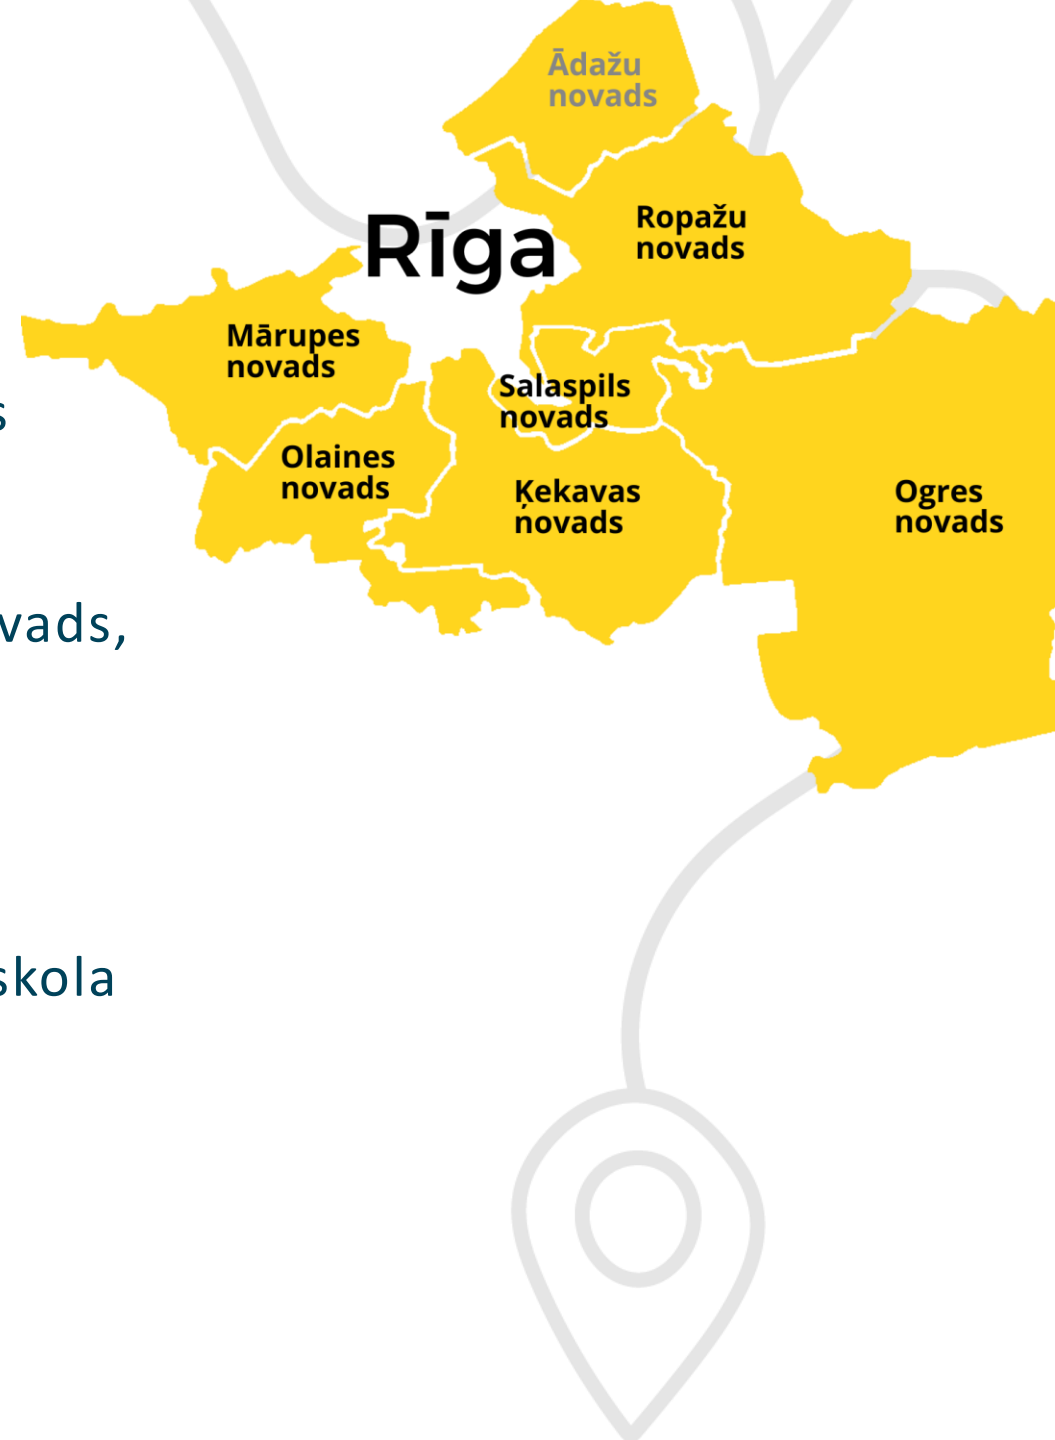 Ādažu
novads
Ropažu
novads
Rīga
Mārupes
novads
Salaspils
novads
Olaines
novads
Ķekavas
novads
Ogres
novads
s
vads,
skola